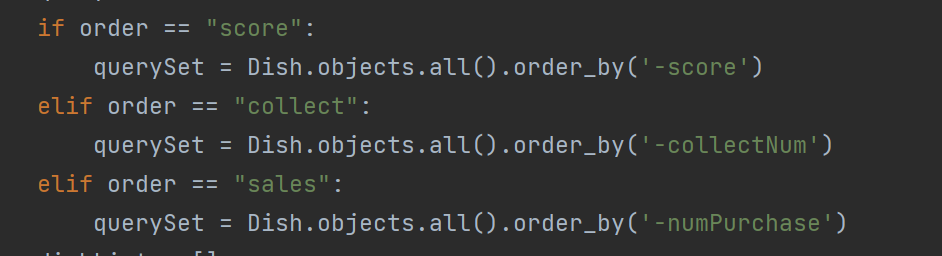 if order == "score":
    querySet = Dish.objects.all().order_by('-score')
elif order == "collect":
    querySet = Dish.objects.all().order_by('-collectNum')
elif order == "sales":
    querySet = Dish.objects.all().order_by('-numPurchase')